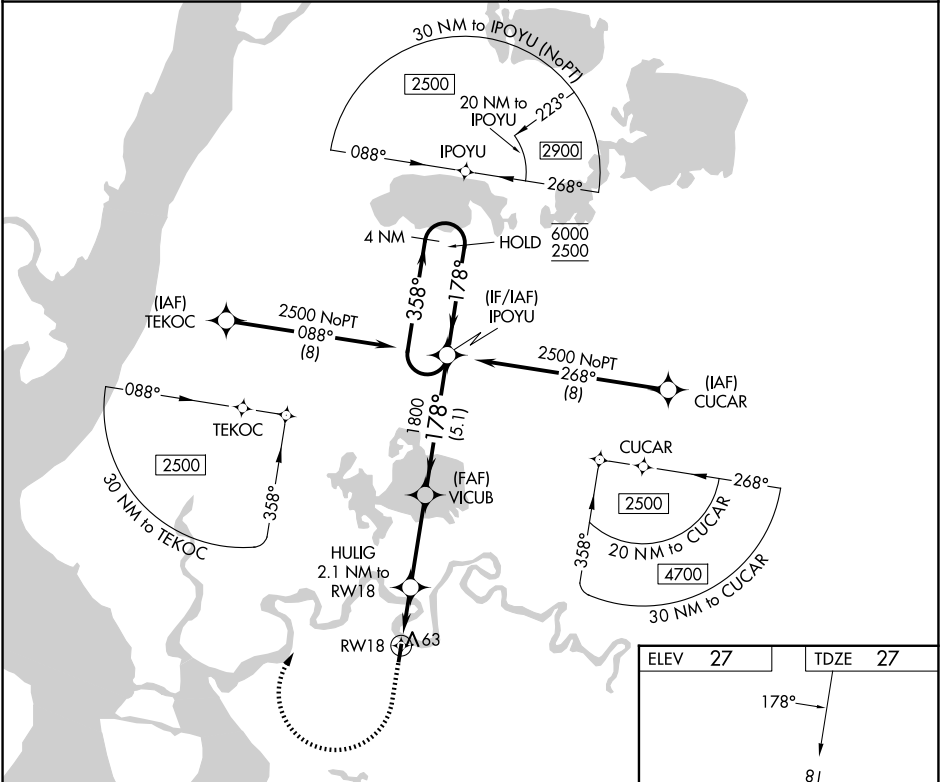 30 NM to IPOYU (NoPT)
2500
20 NM to
IPOYU
223°
2900
088°
IPOYU
268°
4 NM
HOLD
6000
2500
358°
178°
(IF/IAF)
IPOYU
(IAF)
TEKOC
2500 NoPT
088°
(8)
2500 NoPT
268°
(8)
(IAF)
CUCAR
1800
178°
(5.1)
088°
TEKOC
2500
358°
30 NM to TEKOC
(FAF)
VICUB
CUCAR
268°
2500
358°
20 NM to CUCAR
4700
30 NM to CUCAR
HULIG
2.1 NM to
RW18
RW18
63
ELEV 27
TDZE 27
178°
81